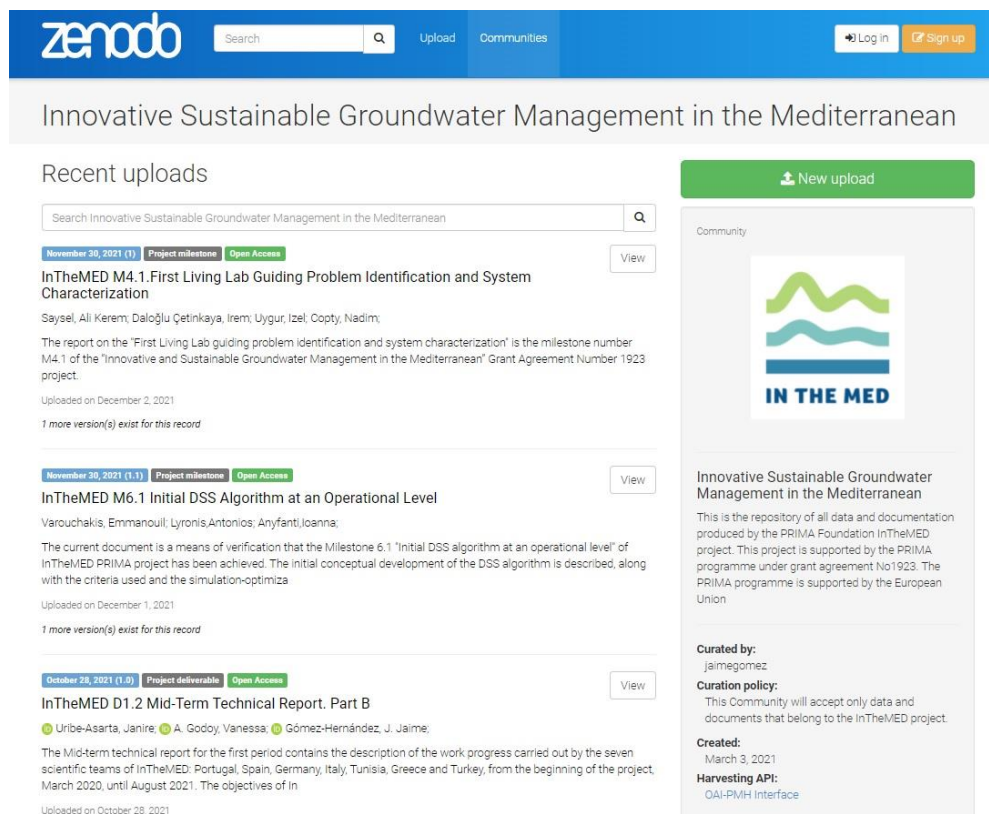 zenodo
Search
Upload
Communities
Log in
Sign up
Innovative Sustainable Groundwater Management in the Mediterranean
Recent uploads
Search Innovative Sustainable Groundwater Management in the Mediterranean
November 30, 2021 (1) Project milestone Open Access
View
InTheMED M4.1.First Living Lab Guiding Problem Identification and System
Characterization
Saysel, Ali Kerem; Daloğlu Çetinkaya, Irem; Uygur, Izel; Copty, Nadim;
The report on the "First Living Lab guiding problem identification and system characterization" is the milestone number
M4.1 of the "Innovative and Sustainable Groundwater Management in the Mediterranean" Grant Agreement Number 1923
project.
Uploaded on December 2, 2021
1 more version(s) exist for this record
November 30, 2021 (1.1) Project milestone Open Access
View
InTheMED M6.1 Initial DSS Algorithm at an Operational Level
Varouchakis, Emmanouil; Lyronis,Antonios; Anyfanti,Ioanna;
The current document is a means of verification that the Milestone 6.1 "Initial DSS algorithm at an operational level" of
InTheMED PRIMA project has been achieved. The initial conceptual development of the DSS algorithm is described, along
with the criteria used and the simulation-optimiza
Uploaded on December 1, 2021
1 more version(s) exist for this record
October 28, 2021 (1.0) Project deliverable Open Access
View
InTheMED D1.2 Mid-Term Technical Report. Part B
iD Uribe-Asarta, Janire; iD A. Godoy, Vanessa; iD Gómez-Hernández, J. Jaime;
The Mid-term technical report for the first period contains the description of the work progress carried out by the seven
scientific teams of InTheMED: Portugal, Spain, Germany, Italy, Tunisia, Greece and Turkey, from the beginning of the project,
March 2020, until August 2021. The objectives of In
Uploaded on October 28, 2021
New upload
Community
IN THE MED
Innovative Sustainable Groundwater
Management in the Mediterranean
This is the repository of all data and documentation
produced by the PRIMA Foundation InTheMED
project. This project is supported by the PRIMA
programme under grant agreement No1923. The
PRIMA programme is supported by the European
Union
Curated by:
jaimegomez
Curation policy:
This Community will accept only data and
documents that belong to the InTheMED project.
Created:
March 3, 2021
Harvesting API:
OAI-PMH Interface